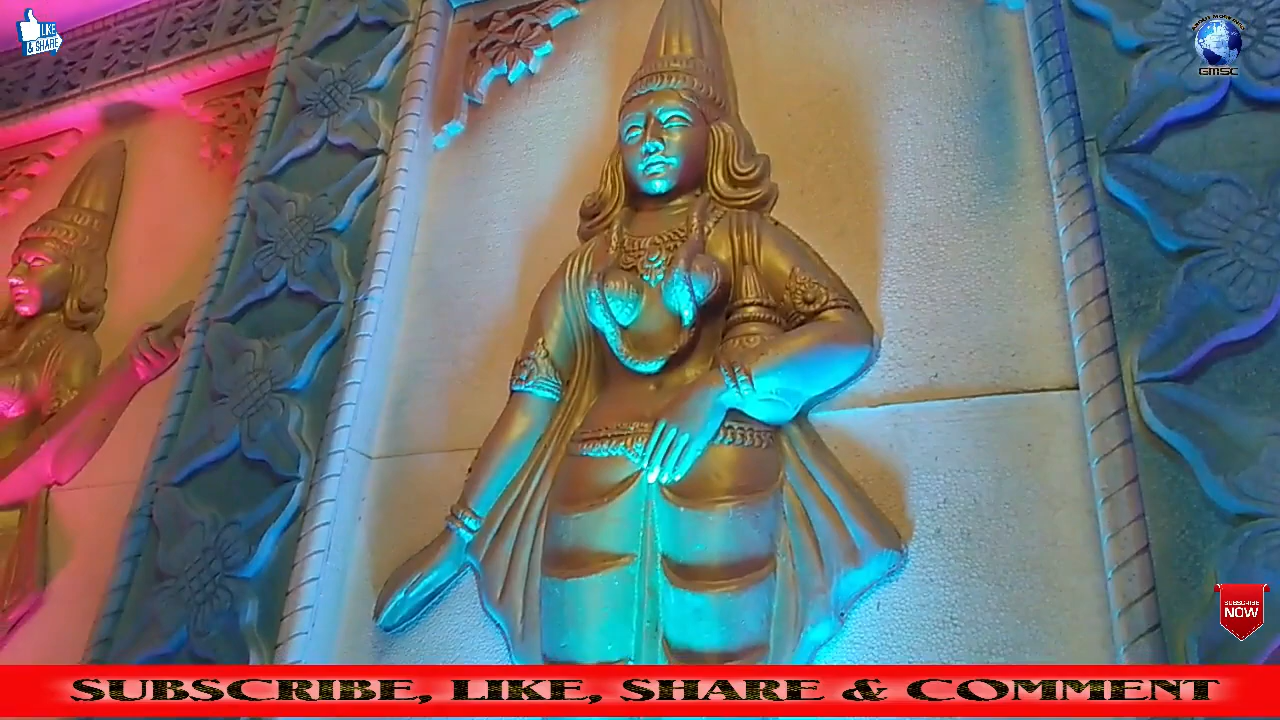 LIKE
& SHARE
GMSC
SUBSCRIBE
NOW
SUBSCRIBE, LIKE, SHARE & COMMENT